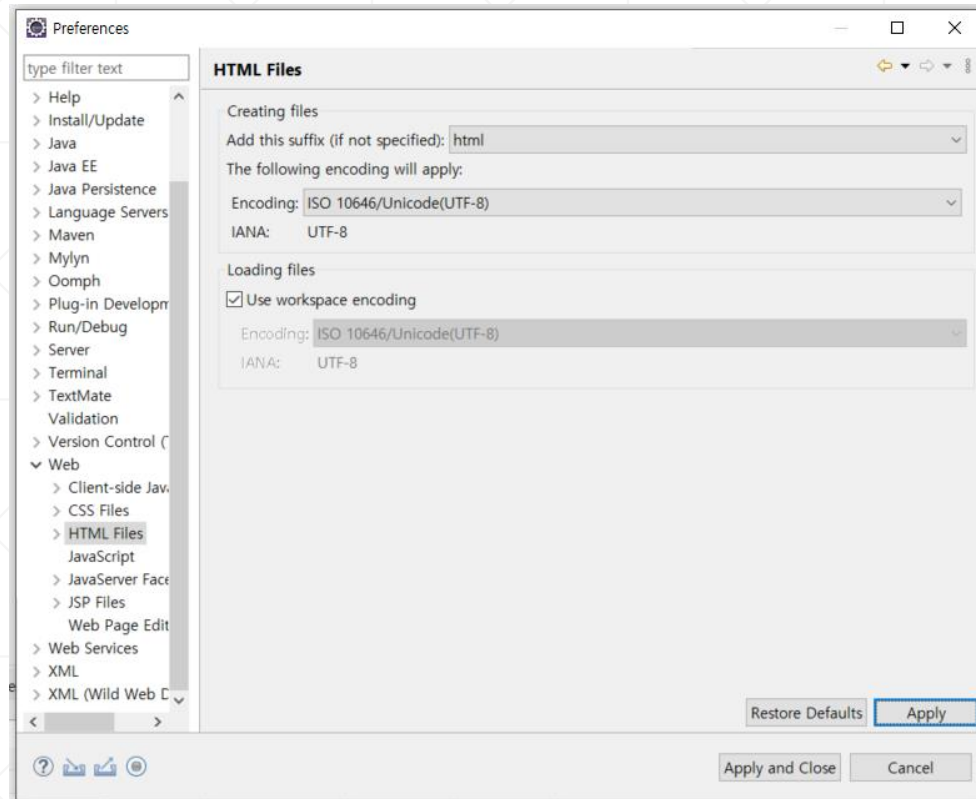 Preferences
type filter text
Help
Install/Update
Java
Java EE
Java Persistence
Language Servers
Maven
Mylyn
Oomph
Plug-in Developm
Run/Debug
Server
Terminal
TextMate
Validation
Version Control (
Web
Client-side Jav
CSS Files
HTML Files
JavaScript
JavaServer Face
JSP Files
Web Page Edit
Web Services
XML
XML (Wild Web D
HTML Files
Creating files
Add this suffix (if not specified): html
The following encoding will apply:
Encoding: ISO 10646/Unicode(UTF-8)
IANA: UTF-8
Loading files
Use workspace encoding
Encoding: ISO 10646/Unicode(UTF-8)
IANA: UTF-8
Restore Defaults Apply
Apply and Close Cancel